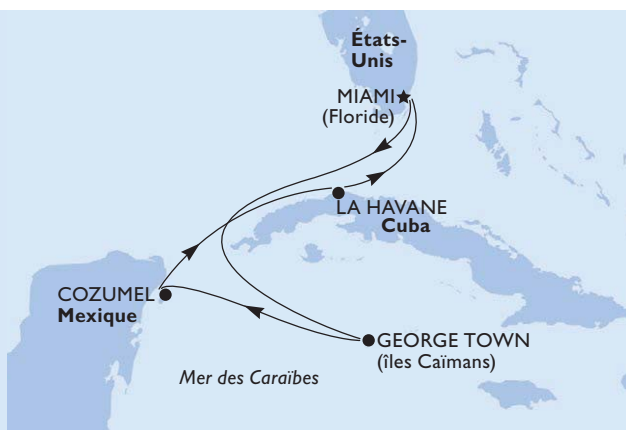 États-
Unis
MIAMI
(Floride)
LA HAVANE
Cuba
COZUMEL
Mexique
GEORGE TOWN
(îles Caïmans)
Mer des Caraïbes